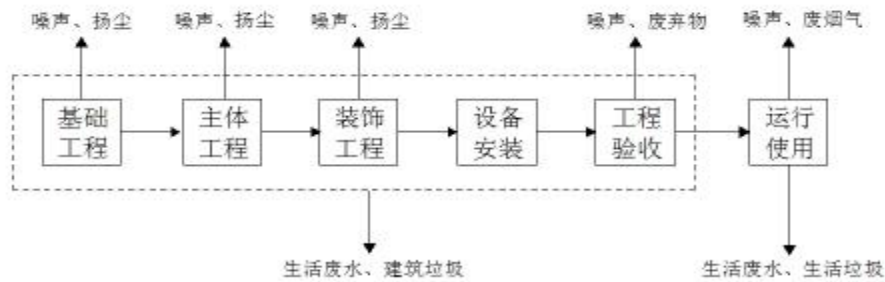 噪声、扬尘
噪声、扬尘
噪声、扬尘
噪声、废弃物
噪声、废烟气
基础
工程
主体
工程
装饰
工程
设备
安装
工程
验收
运行
使用
生活废水、建筑垃圾
生活废水、生活垃圾